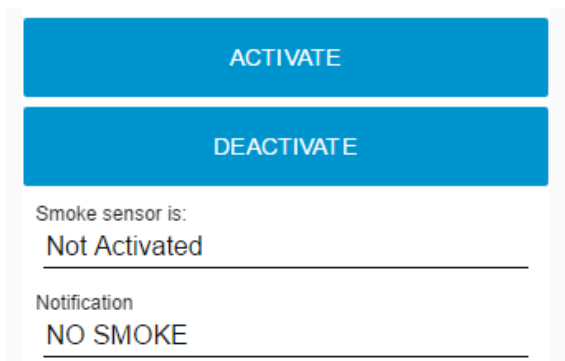 ACTIVATE
DEACTIVATE
Smoke sensor is:
Not Activated
Notification
NO SMOKE